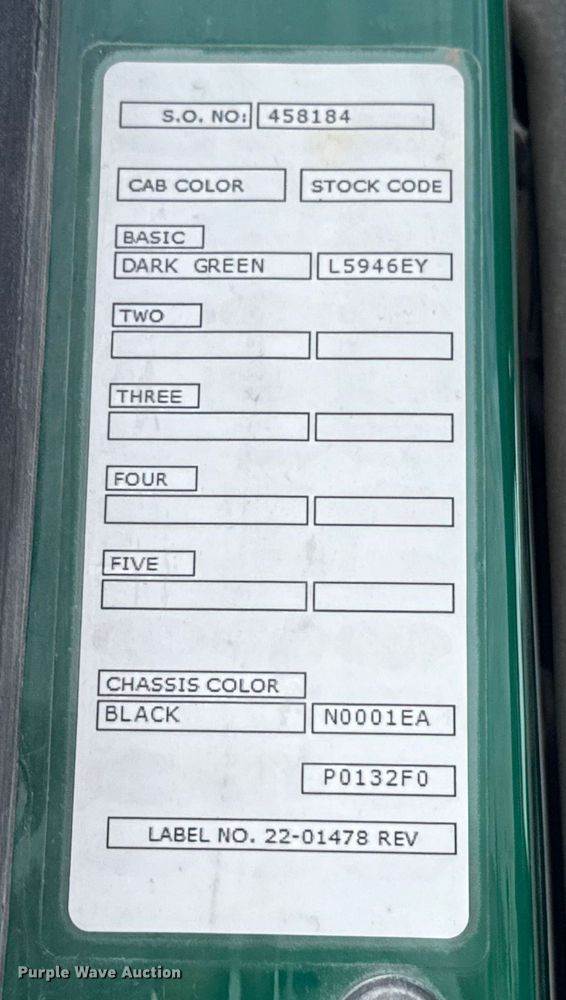 S.O. NO: 458184
CAB COLOR STOCK CODE
BASIC
DARK GREEN L5946EY
TWO
THREE
FOUR
FIVE
CHASSIS COLOR
BLACK N0001EA
P0132F0
LABEL NO. 22-01478 REV
Purple Wave Auction